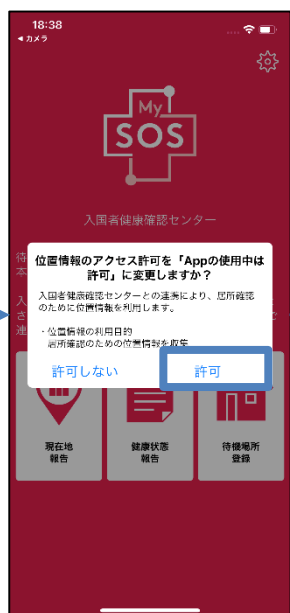 18:38
◀ カメラ
My
SOS
入国者健康確認センター
待
本
位置情報のアクセス許可を「Appの使用中は
許可」に変更しますか？
入国者健康確認センターとの連携により、居所確認
のために位置情報を利用します。
入
さ
連
ご
・位置情報の利用目的
居所確認のための位置情報を収集
許可しない
許可
現在地
報告
健康状態
報告
待機場所
登録